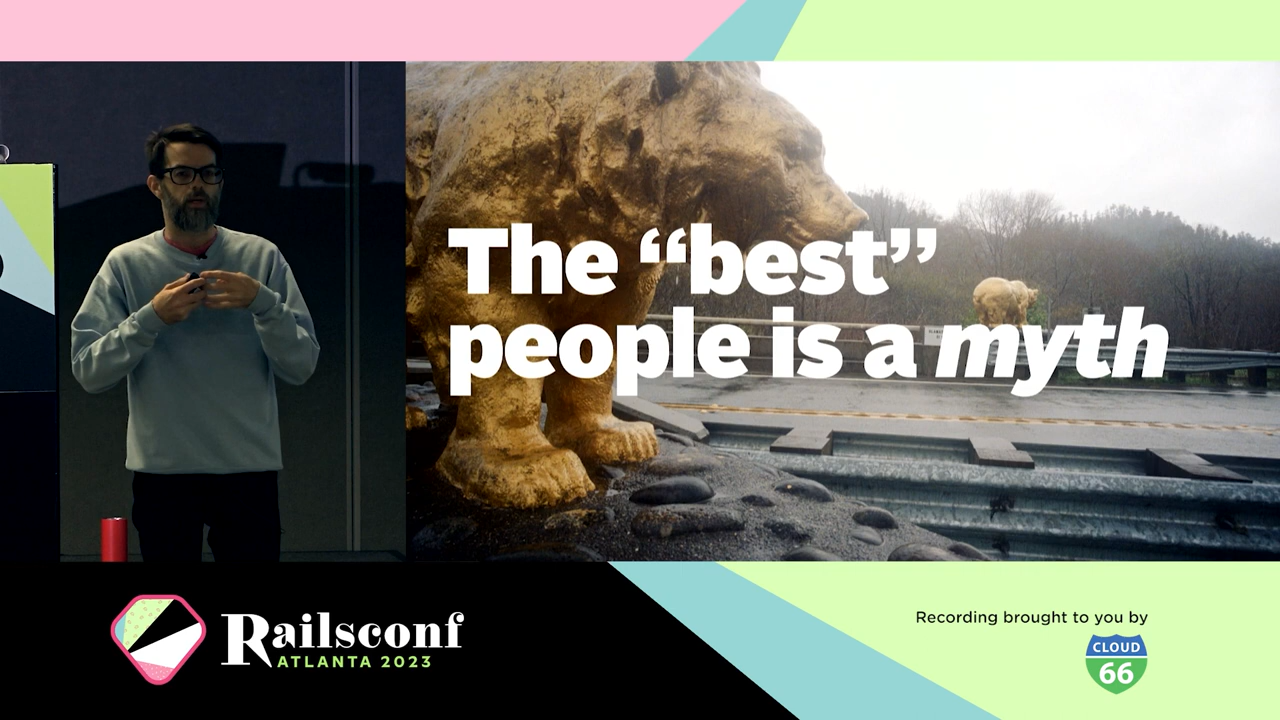 The “best”
people is a myth
Railsconf
ATLANTA 2023
Recording brought to you by
CLOUD
66